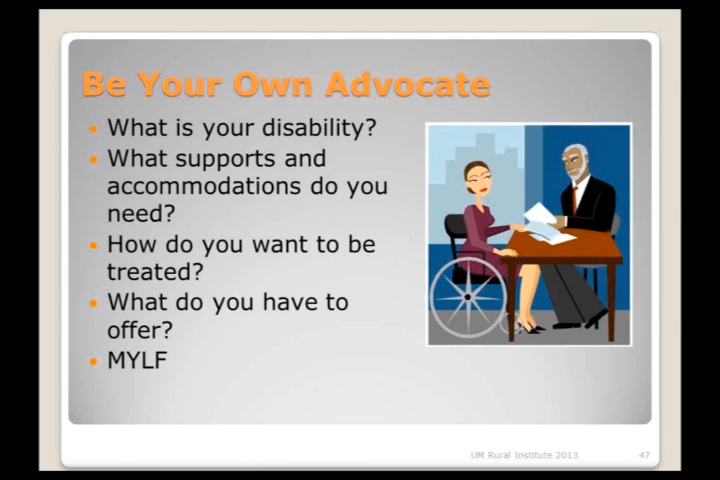 Be Your Own Advocate
• What is your disability?
• What supports and
accommodations do you
need?
• How do you want to be
treated?
• What do you have to
offer?
• MYLF
UM Rural Institute 2013
47